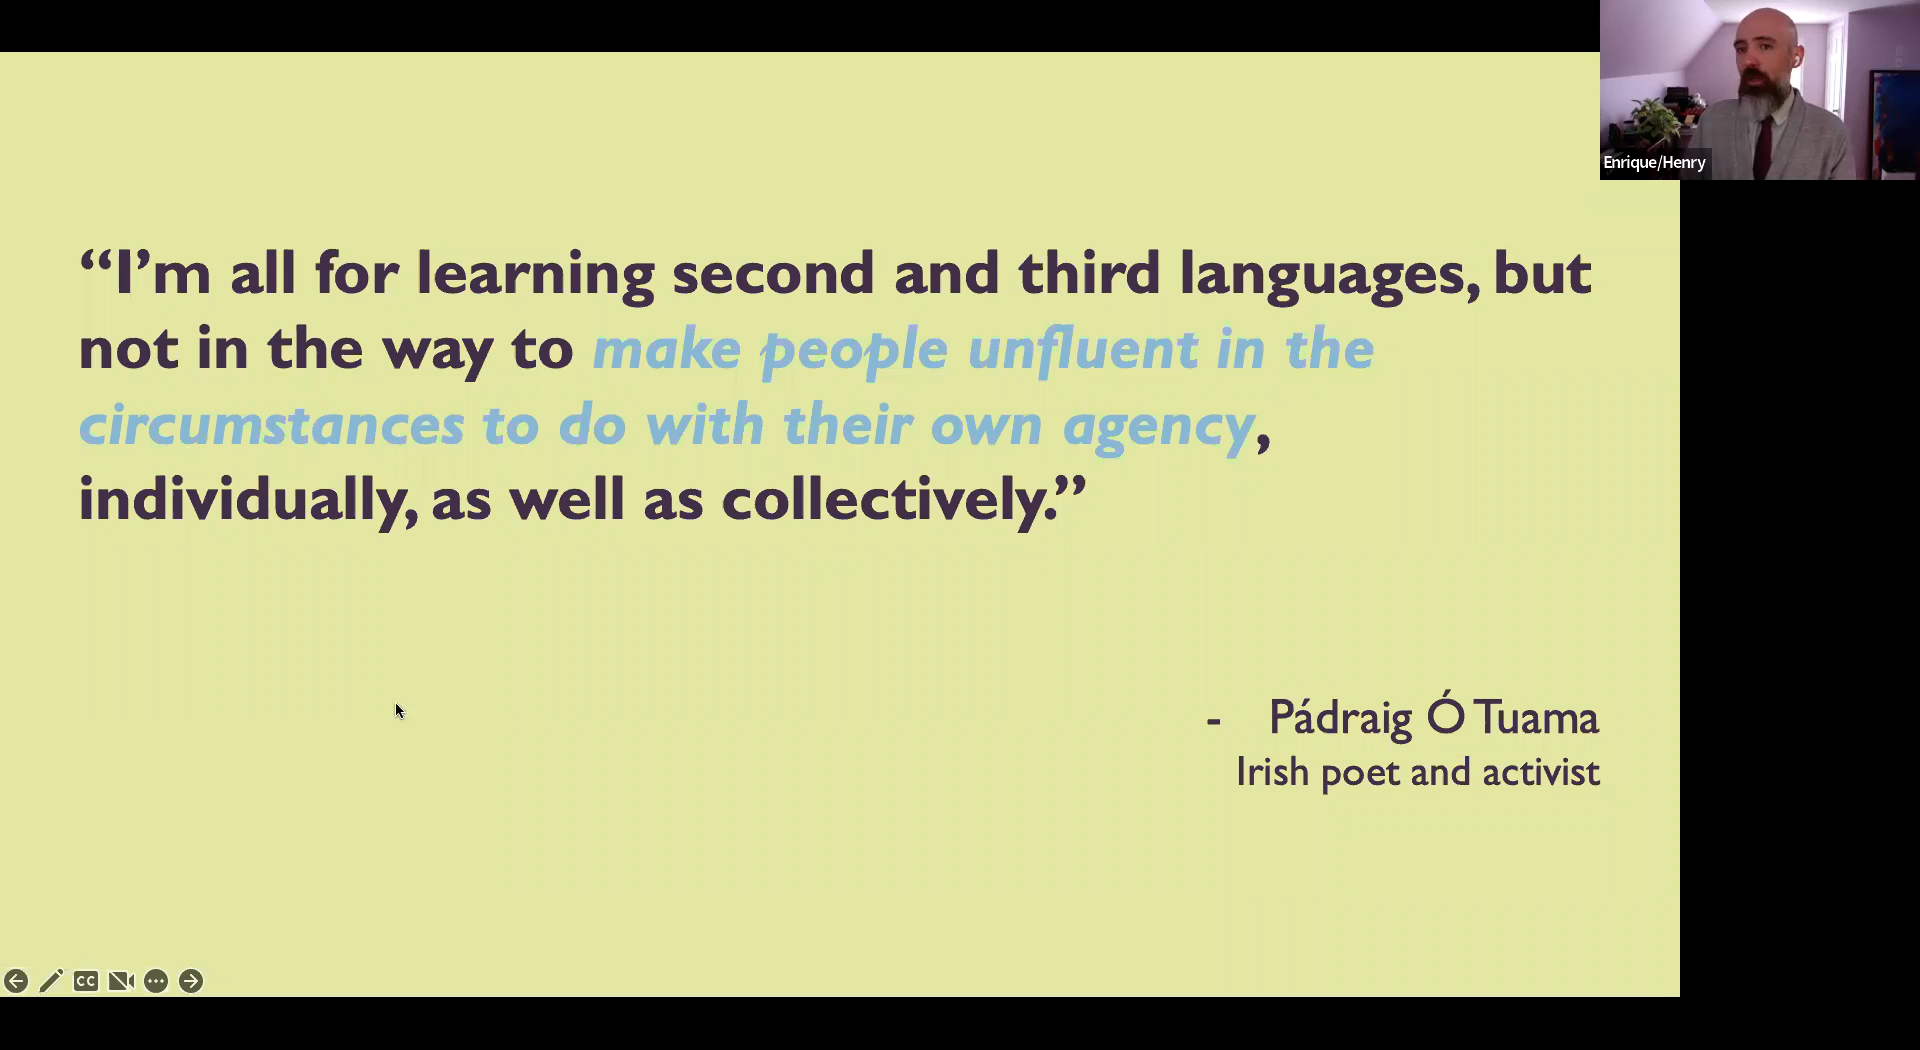 “I’m all for learning second and third languages, but
not in the way to make people unfluent in the
circumstances to do with their own agency,
individually, as well as collectively.”
- Pádraig Ó Tuama
Irish poet and activist
Enrique/Henry
CC